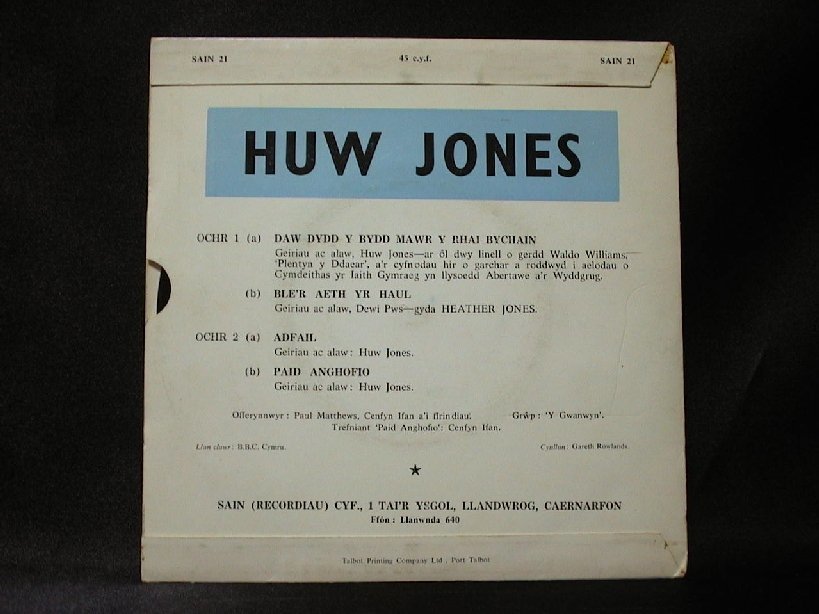 SAIN 21 45 c.y.f. SAIN 21
HUW JONES
OCHR 1 (a) DAW DYDD Y BYDD MAWR Y RHAI BYCHAIN
Geiriau ac alaw, Huw Jones—ar ôl dwy linell o gerdd Waldo Williams,
'Plentyn y Ddaear', a'r cyfnodau hir o garchar a roddwyd i aelodau o
Cymdeithas yr Iaith Gymraeg yn llysoedd Abertawe a'r Wyddgrug.
(b) BLE'R AETH YR HAUL
Geiriau ac alaw, Dewi Pws—gyda HEATHER JONES.
OCHR 2 (a) ADFAIL
Geiriau ac alaw: Huw Jones.
(b) PAID ANGHOFIO
Geiriau ac alaw: Huw Jones.
Offerynnwyr: Paul Matthews, Cenfyn Ifan a'i ffrindiau. Grŵp: 'Y Gwanwyn'.
Trefniant 'Paid Anghofio': Cenfyn Ifan.
Llun clawr: B.B.C. Cymru. Cynllun: Gareth Rowlands.
SAIN (RECORDIAU) CYF., 1 TAI'R YSGOL, LLANDWROG, CAERNARFON
Ffôn: Llanwnda 640
Talbot Printing Company Ltd., Port Talbot